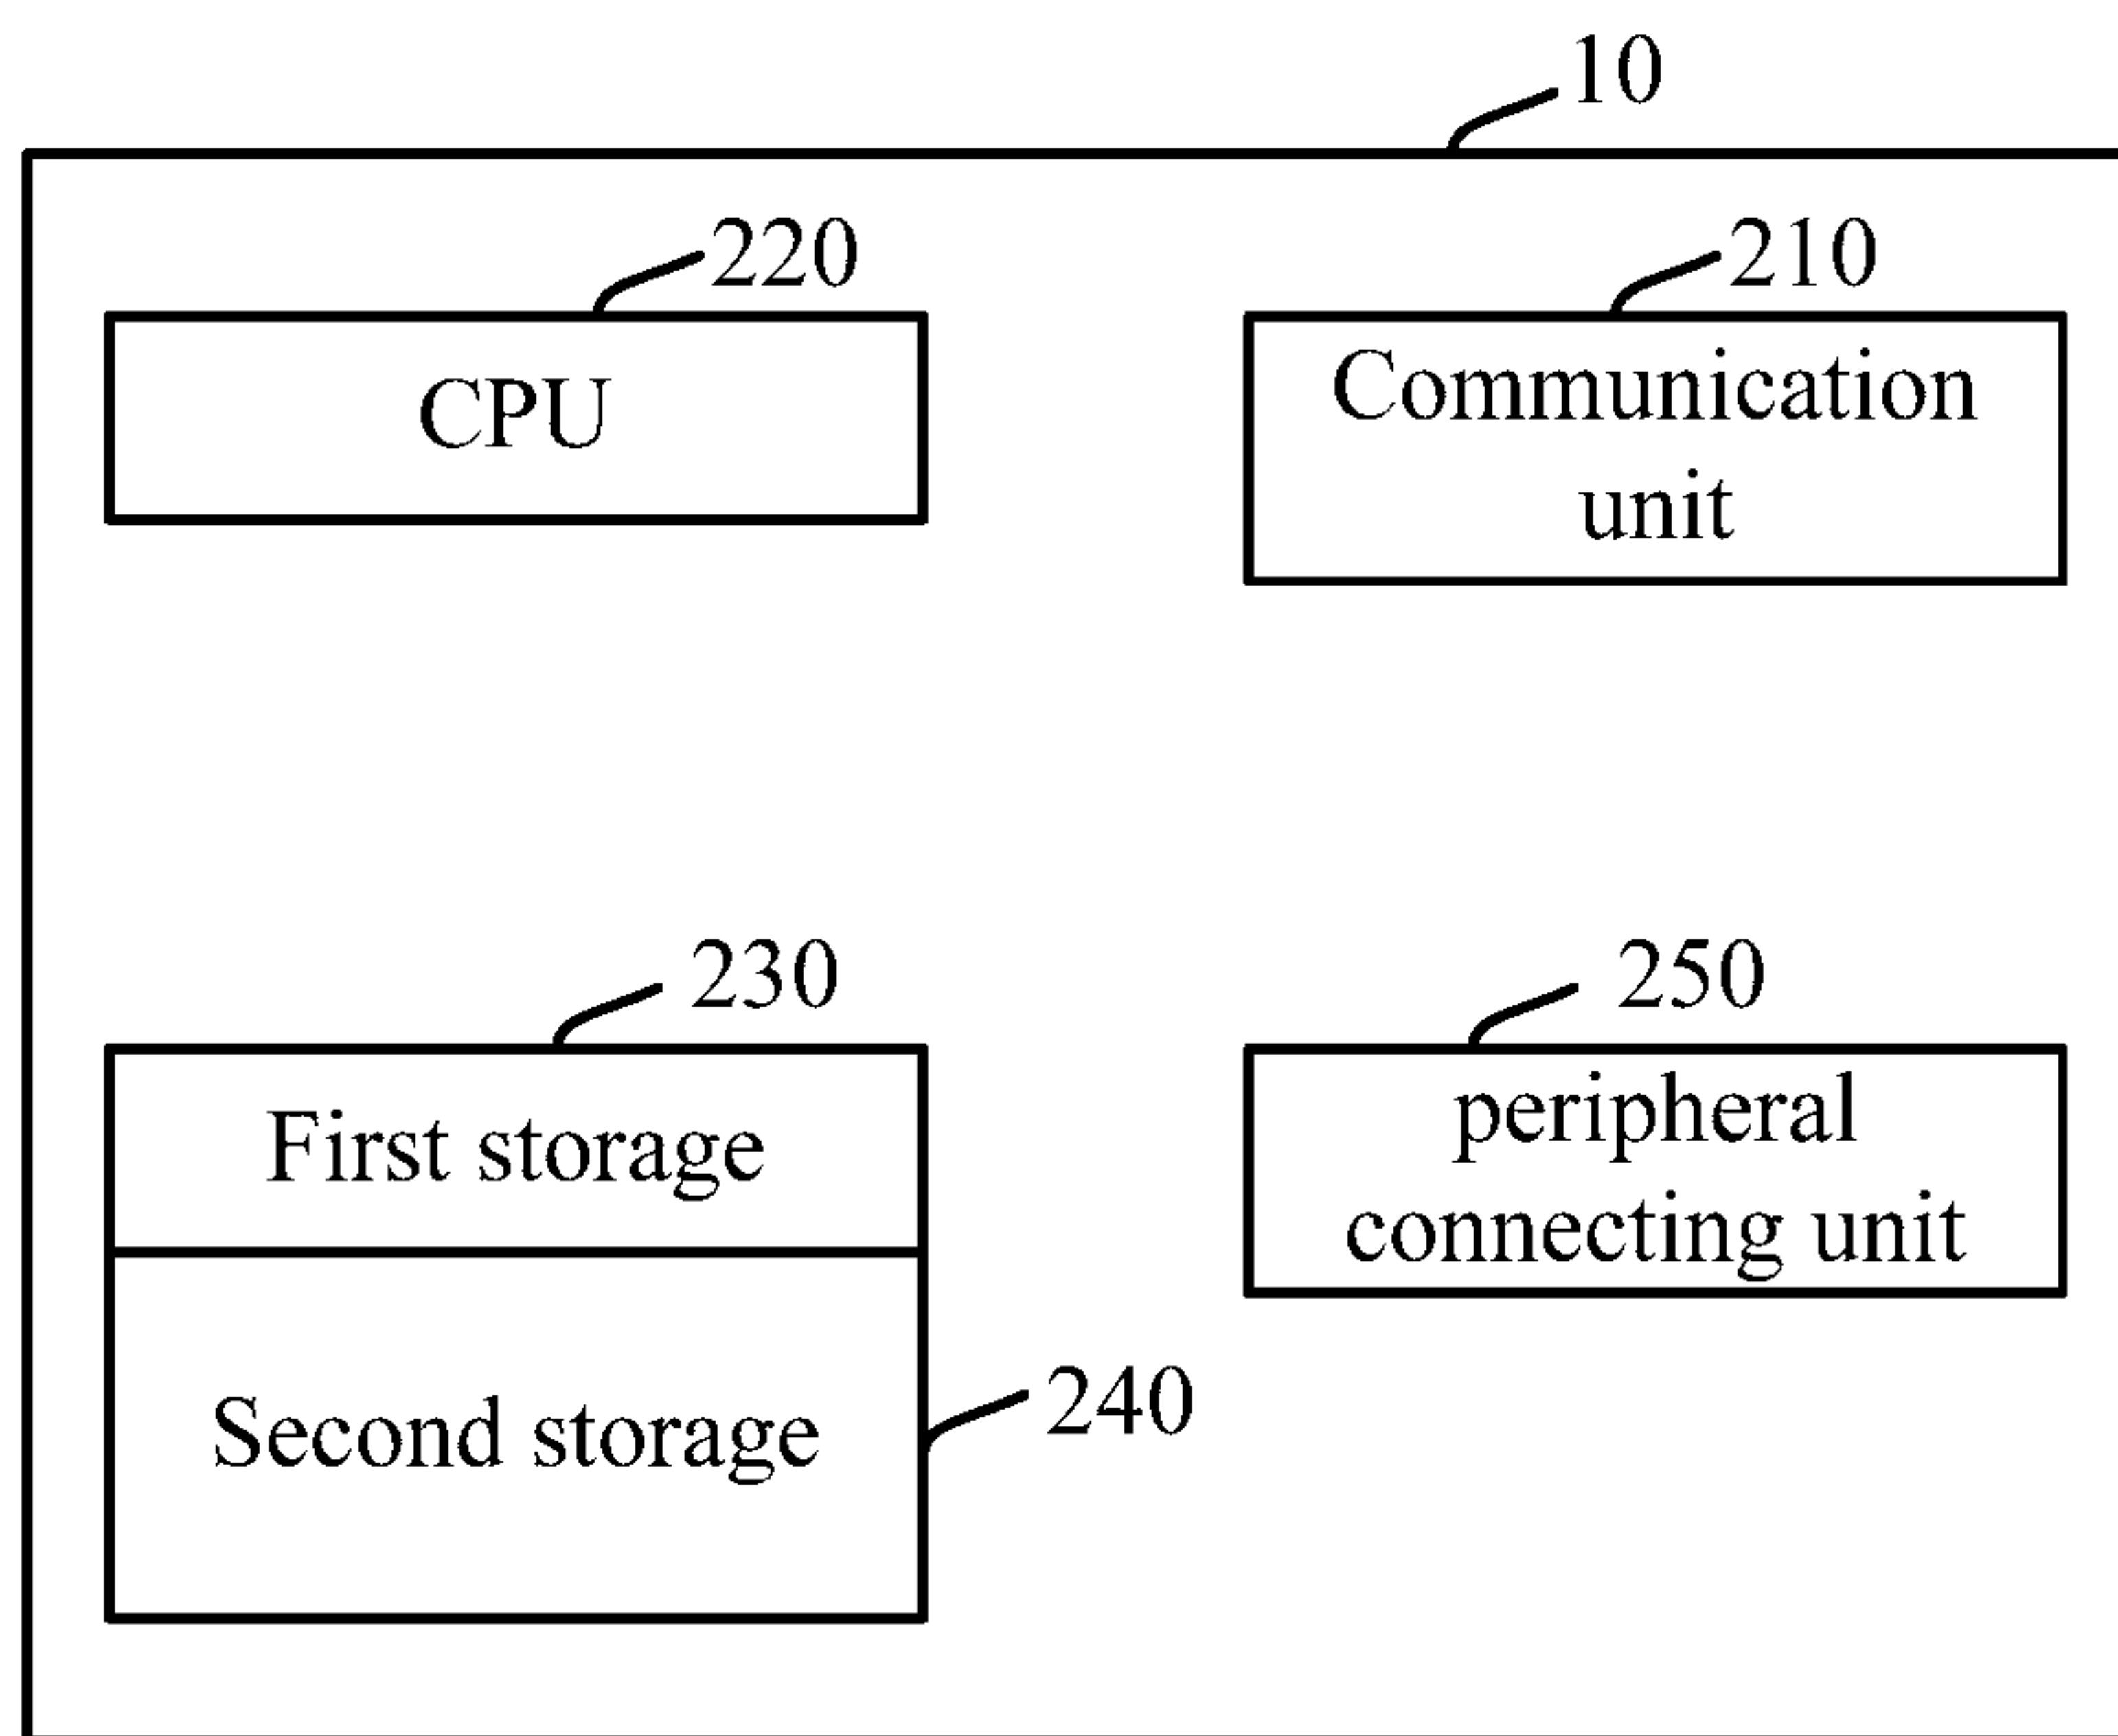 10
220
210
CPU
Communication
unit
230
250
First storage
peripheral
connecting unit
240
Second storage